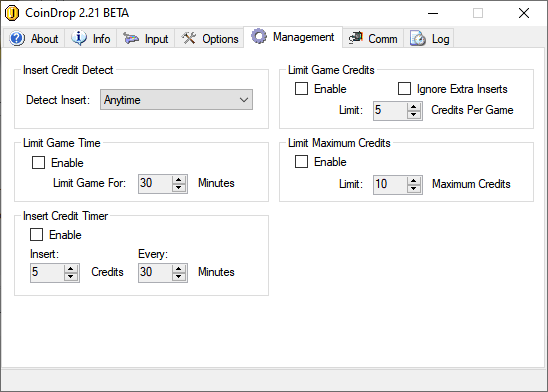 CoinDrop 2.21 BETA
About Info Input Options Management Comm Log
Insert Credit Detect
Detect Insert: Anytime
Limit Game Credits
Enable Ignore Extra Inserts
Limit: 5 Credits Per Game
Limit Game Time
Enable
Limit Game For: 30 Minutes
Limit Maximum Credits
Enable
Limit: 10 Maximum Credits
Insert Credit Timer
Enable
Insert: Every:
5 Credits 30 Minutes